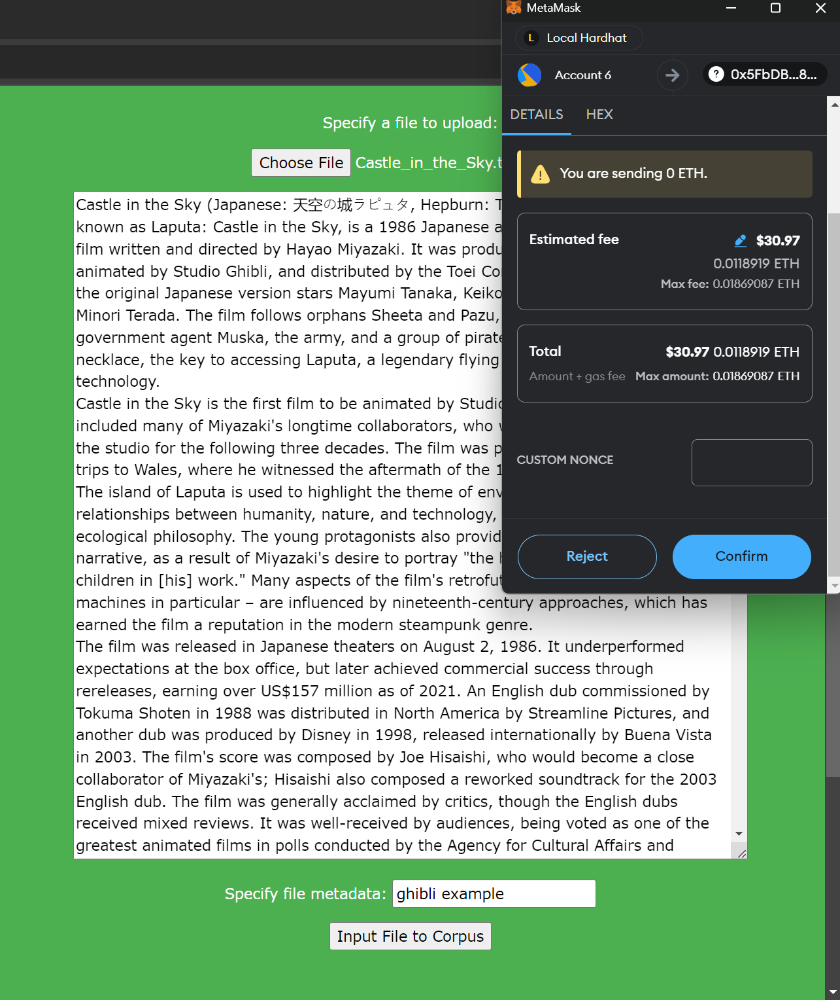 MetaMask
L Local Hardhat
Account 6
? 0x5FbDB...8...
DETAILS HEX
You are sending 0 ETH.
Estimated fee $30.97
0.0118919 ETH
Max fee: 0.01869087 ETH
Total $30.97 0.0118919 ETH
Amount + gas fee Max amount: 0.01869087 ETH
CUSTOM NONCE
Reject Confirm
Specify a file to upload:
Choose File Castle_in_the_Sky.t
Castle in the Sky (Japanese: 天空の城ラピュタ, Hepburn: T
known as Laputa: Castle in the Sky, is a 1986 Japanese a
film written and directed by Hayao Miyazaki. It was produ
animated by Studio Ghibli, and distributed by the Toei Co
the original Japanese version stars Mayumi Tanaka, Keiko
Minori Terada. The film follows orphans Sheeta and Pazu,
government agent Muska, the army, and a group of pirate
necklace, the key to accessing Laputa, a legendary flying
technology.
Castle in the Sky is the first film to be animated by Studio
included many of Miyazaki's longtime collaborators, who w
the studio for the following three decades. The film was p
trips to Wales, where he witnessed the aftermath of the 1
The island of Laputa is used to highlight the theme of env
relationships between humanity, nature, and technology,
ecological philosophy. The young protagonists also provid
narrative, as a result of Miyazaki's desire to portray "the h
children in [his] work." Many aspects of the film's retrofut
machines in particular – are influenced by nineteenth-century approaches, which has
earned the film a reputation in the modern steampunk genre.
The film was released in Japanese theaters on August 2, 1986. It underperformed
expectations at the box office, but later achieved commercial success through
rereleases, earning over US$157 million as of 2021. An English dub commissioned by
Tokuma Shoten in 1988 was distributed in North America by Streamline Pictures, and
another dub was produced by Disney in 1998, released internationally by Buena Vista
in 2003. The film's score was composed by Joe Hisaishi, who would become a close
collaborator of Miyazaki's; Hisaishi also composed a reworked soundtrack for the 2003
English dub. The film was generally acclaimed by critics, though the English dubs
received mixed reviews. It was well-received by audiences, being voted as one of the
greatest animated films in polls conducted by the Agency for Cultural Affairs and
Specify file metadata: ghibli example
Input File to Corpus